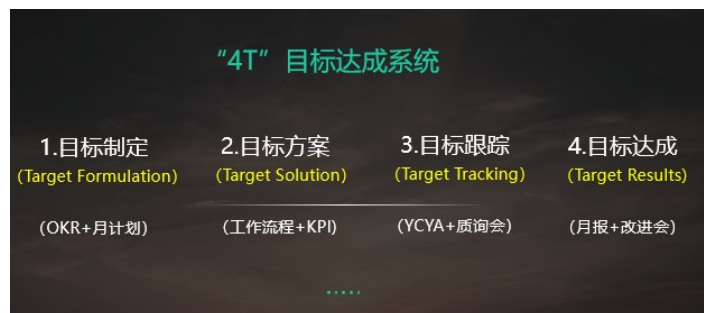 “4T”目标达成系统
1.目标制定
(Target Formulation)
(OKR+月计划)
2.目标方案
(Target Solution)
(工作流程+KPI)
3.目标跟踪
(Target Tracking)
(YCYA+质询会)
4.目标达成
(Target Results)
(月报+改进会)
.....